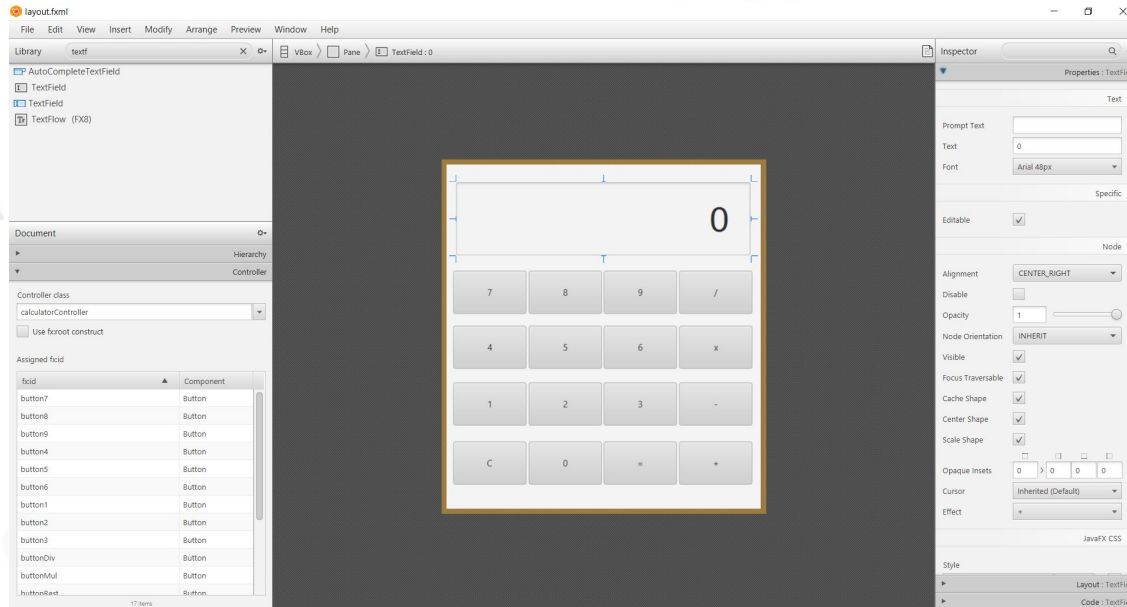 layout.fxml
File Edit View Insert Modify Arrange Preview Window Help
Library textf
VBox Pane TextField : 0
Inspector
AutoCompleteTextField
TextField
TextField
TextFlow (FX8)
Document
Hierarchy
Controller
Controller class
calculatorController
Use fx:root construct
Assigned fx:id
fx:id Component
button7 Button
button8 Button
button9 Button
button4 Button
button5 Button
button6 Button
button1 Button
button2 Button
button3 Button
buttonDiv Button
buttonMul Button
buttonRest Button
17 items
0
7 8 9 /
4 5 6 x
1 2 3 -
C 0 = +
Properties : TextFi
Text
Prompt Text
Text 0
Font Arial 48px
Specific
Editable
Node
Alignment CENTER_RIGHT
Disable
Opacity 1
Node Orientation INHERIT
Visible
Focus Traversable
Cache Shape
Center Shape
Scale Shape
Opaque Insets 0 0 0 0
Cursor Inherited (Default)
Effect +
JavaFX CSS
Style
Layout : TextFi
Code : TextFi